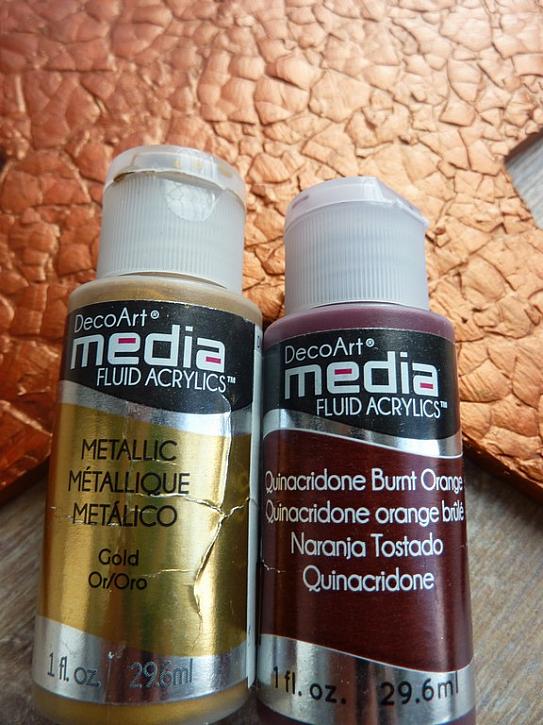 DecoArt®
media
FLUID ACRYLICS™
METALLIC
MÉTALLIQUE
METÁLICO
Gold
Or/Oro
1 fl. oz. 29.6ml
DecoArt®
media
FLUID ACRYLICS™
Quinacridone Burnt Orange
Quinacridone orange brûlé
Naranja Tostado
Quinacridone
1 fl. oz. 29.6ml